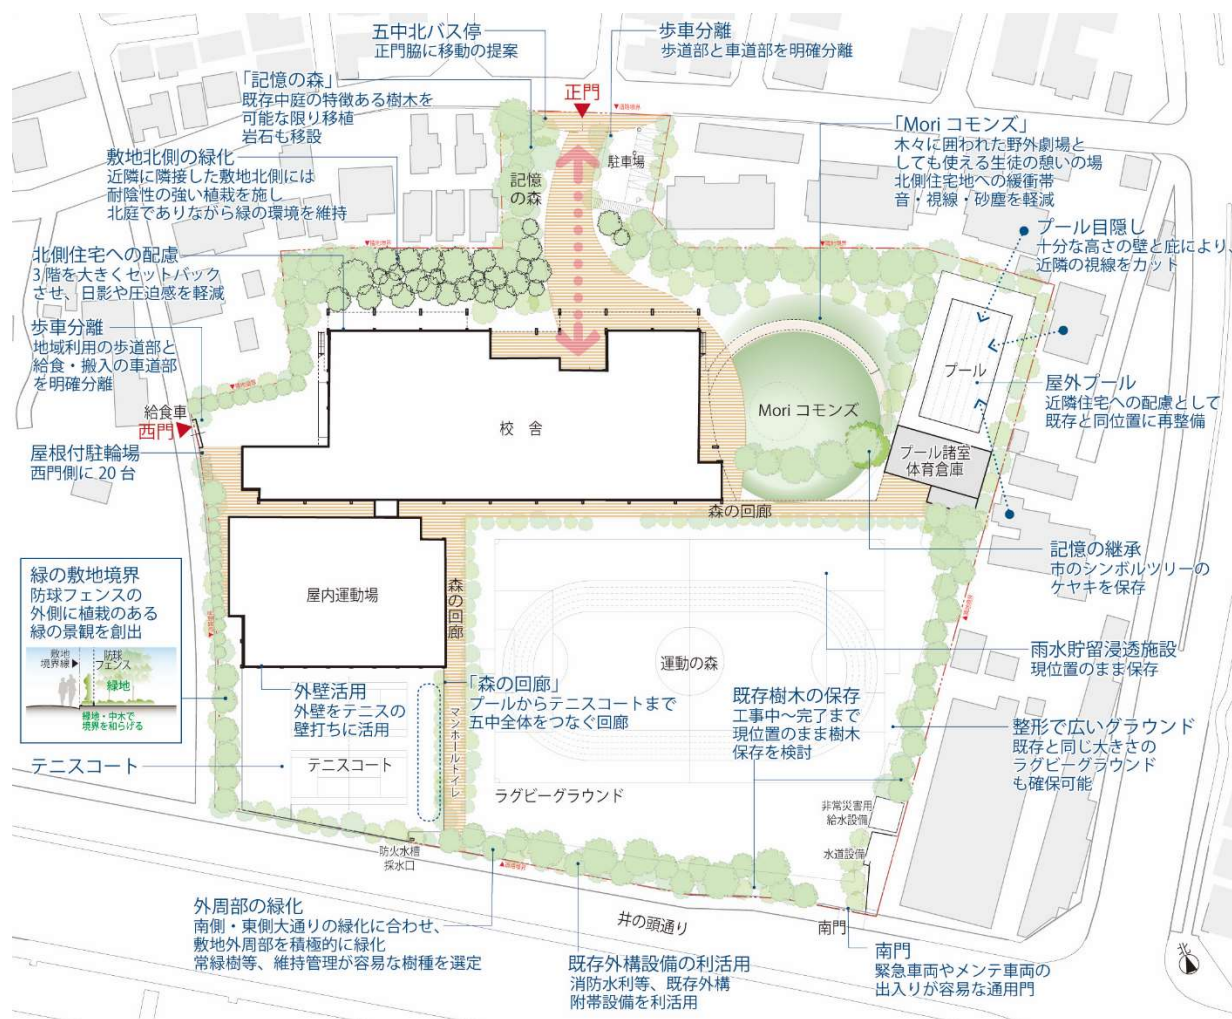 五中北バス停
正門脇に移動の提案
歩車分離
歩道部と車道部を明確分離
「記憶の森」
既存中庭の特徴ある樹木を
可能な限り移植
岩石も移設
正門
道路境界
駐車場
記憶
の森
「Mori コモンズ」
木々に囲われた野外劇場と
しても使える生徒の憩いの場
北側住宅地への緩衝帯
音・視線・砂塵を軽減
敷地北側の緑化
近隣に隣接した敷地北側には
耐陰性の強い植栽を施し
北庭でありながら緑の環境を維持
プール目隠し
十分な高さの壁と庇により、
近隣の視線をカット
北側住宅への配慮
3 階を大きくセットバック
させ、日影や圧迫感を軽減
隣地境界
隣地境界
歩車分離
地域利用の歩道部と
給食・搬入の車道部
を明確分離
隣地境界
給食車
西門
屋根付駐輪場
西門側に 20 台
校 舎
Mori コモンズ
プール
屋外プール
近隣住宅への配慮として
既存と同位置に再整備
プール諸室
体育倉庫
森の回廊
記憶の継承
市のシンボルツリーの
ケヤキを保存
緑の敷地境界
防球フェンスの
外側に植栽のある
緑の景観を創出
敷地
境界線▶
防球
フェンス
緑地
緑地・中木で
境界を和らげる
屋内運動場
森の回廊
運動の森
雨水貯留浸透施設
現位置のまま保存
外壁活用
外壁をテニスの
壁打ちに活用
「森の回廊」
プールからテニスコートまで
五中全体をつなぐ回廊
既存樹木の保存
工事中～完了まで
現位置のまま樹木
保存を検討
整形で広いグラウンド
既存と同じ大きさの
ラグビーグラウンド
も確保可能
テニスコート
テニスコート
マンホールトイレ
ラグビーグラウンド
非常災害用
給水設備
水道設備
防火水槽
採水口
道路境界
外周部の緑化
南側・東側大通りの緑化に合わせ、
敷地外周部を積極的に緑化
常緑樹等、維持管理が容易な樹種を選定
既存外構設備の利活用
消防水利等、既存外構
附帯設備を利活用
井の頭通り
南門
南門
緊急車両やメンテ車両の
出入りが容易な通用門
北